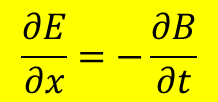 ∂E/∂x = −∂B/∂t